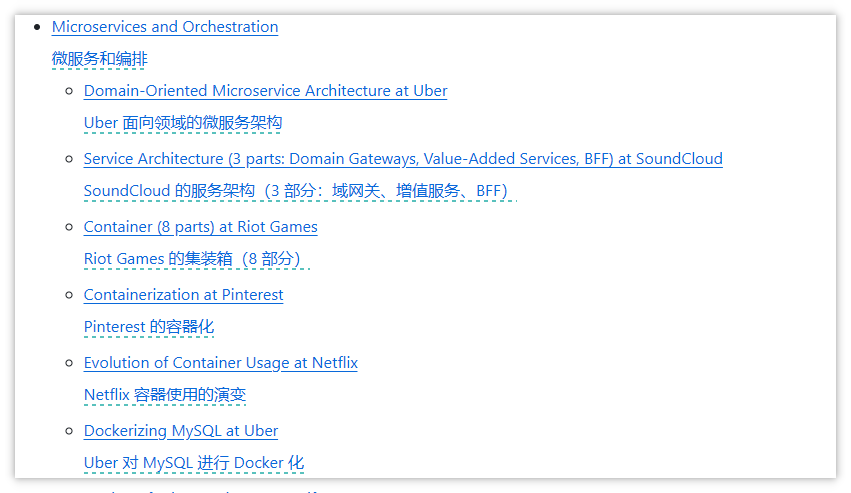 Microservices and Orchestration
微服务和编排
Domain-Oriented Microservice Architecture at Uber
Uber 面向领域的微服务架构
Service Architecture (3 parts: Domain Gateways, Value-Added Services, BFF) at SoundCloud
SoundCloud 的服务架构（3 部分：域网关、增值服务、BFF）
Container (8 parts) at Riot Games
Riot Games 的集装箱（8 部分）
Containerization at Pinterest
Pinterest 的容器化
Evolution of Container Usage at Netflix
Netflix 容器使用的演变
Dockerizing MySQL at Uber
Uber 对 MySQL 进行 Docker 化